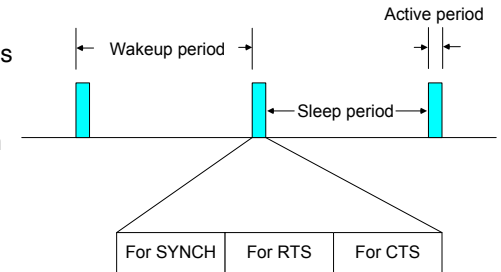 Active period
Wakeup period
s
Sleep period
For SYNCH For RTS For CTS